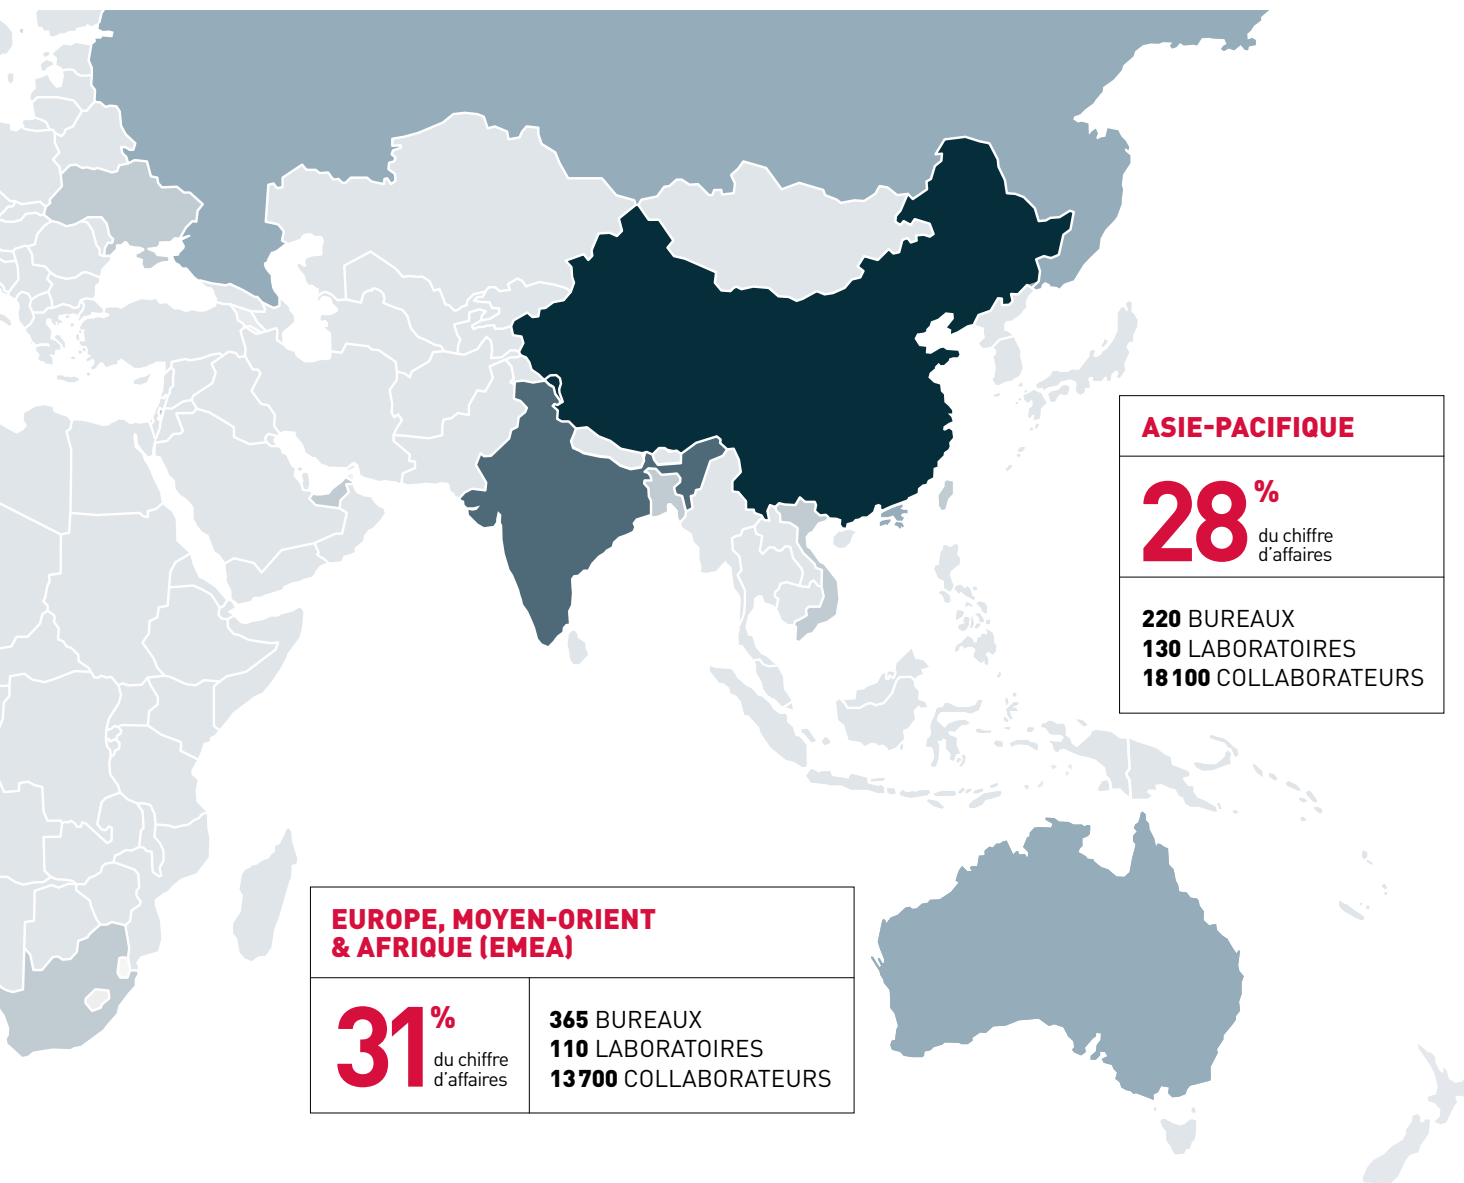 ASIE-PACIFIQUE
28 %
du chiffre
d'affaires
220 BUREAUX
130 LABORATOIRES
18 100 COLLABORATEURS
EUROPE, MOYEN-ORIENT
& AFRIQUE (EMEA)
31 %
du chiffre
d'affaires
365 BUREAUX
110 LABORATOIRES
13 700 COLLABORATEURS